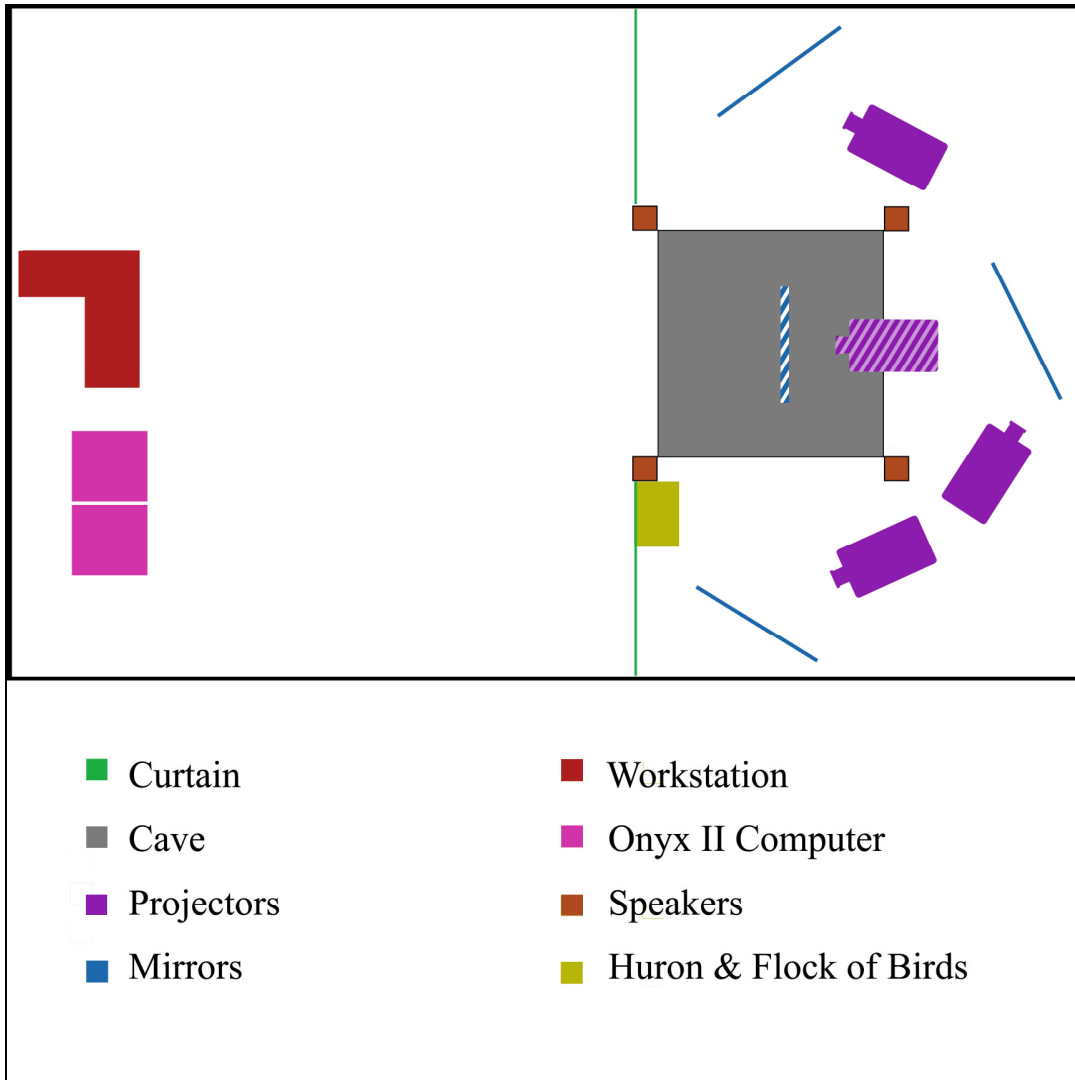 Curtain
Workstation
Cave
Onyx II Computer
Projectors
Speakers
Mirrors
Huron & Flock of Birds